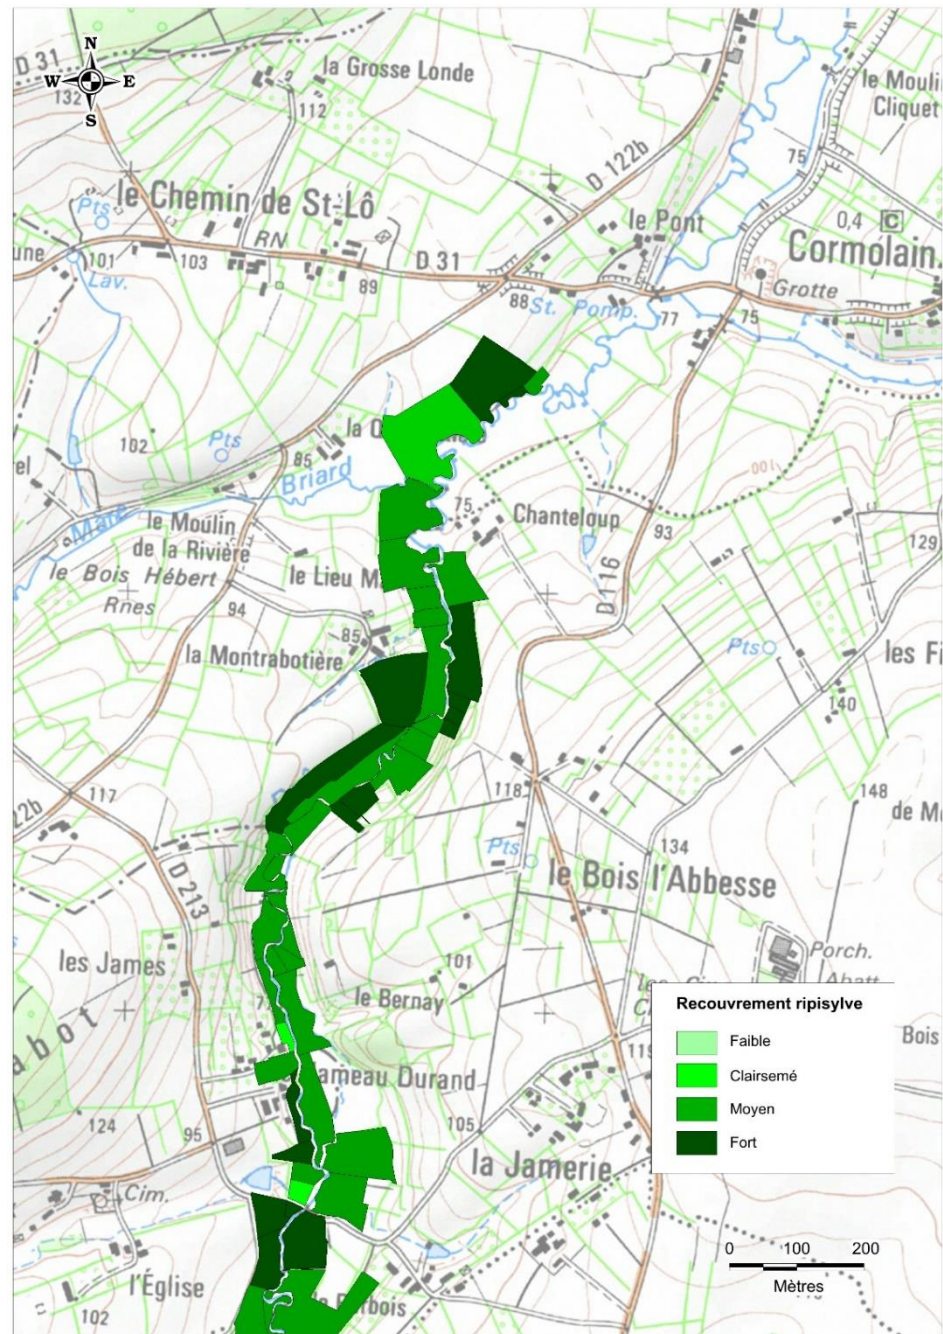 D 31
N
W E
S
132
la Grosse Londe
112
le Moulin
Cliquet
D 122b
75
le Chemin de St-Lô
Pts
le Pont
0,4 C
RN
Cormolain
101
103
D 31
Lav.
89
88
St. Pomp.
77
75
Grotte
102
Pts
la
85
Briard
100
75
Chanteloup
93
129
Mare
le Moulin
de la Rivière
le Bois Hébert
Rnes
le Lieu
94
D 116
85
la Montrabotière
Pts
les
140
117
118
148
22b
134
Pts
le Bois l'Abbesse
D 213
Porch.
Abatt.
les James
101
le Bernay
Recouvrement ripisylve
Faible
Clairsemé
Moyen
Fort
Bois
119
Hameau Durand
124
95
105
la Jamerie
Cim.
0 100 200
Mètres
l'Église
102